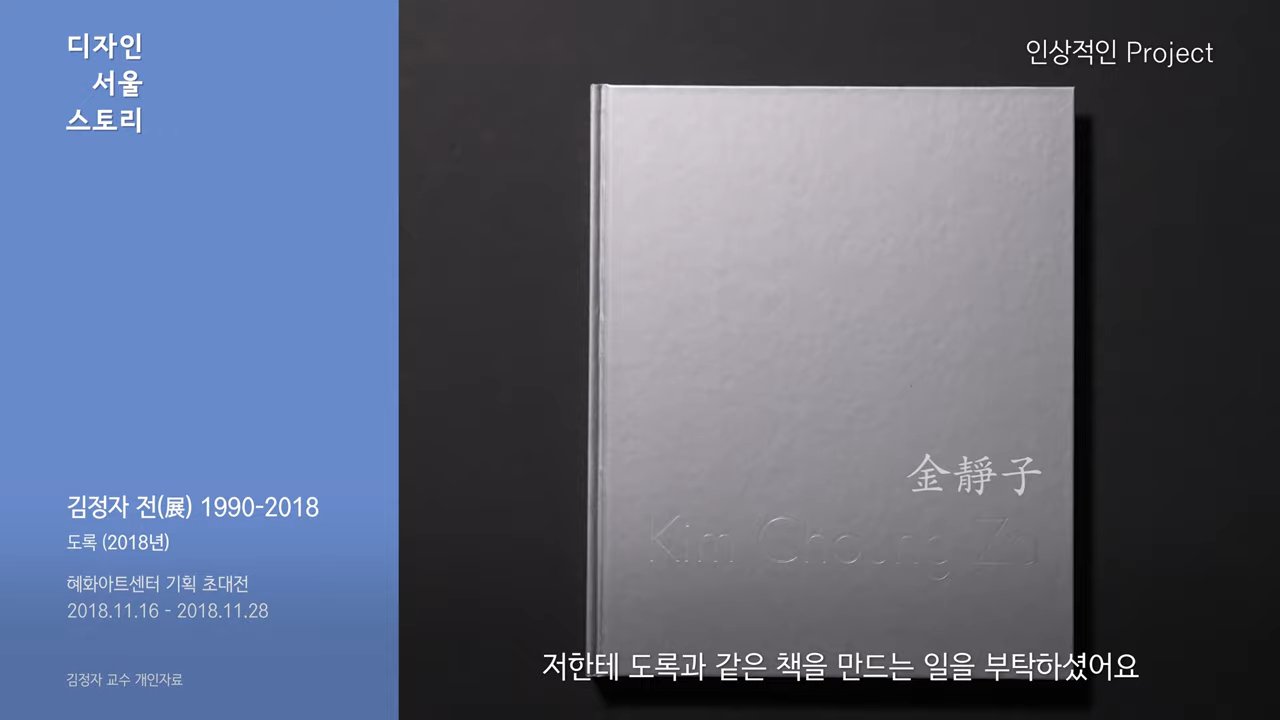 디자인
서울
스토리
인상적인 Project
金靜子
Kim Choung Za
김정자 전(展) 1990-2018
도록 (2018년)
혜화아트센터 기획 초대전
2018.11.16 - 2018.11.28
김정자 교수 개인자료
저한테 도록과 같은 책을 만드는 일을 부탁하셨어요